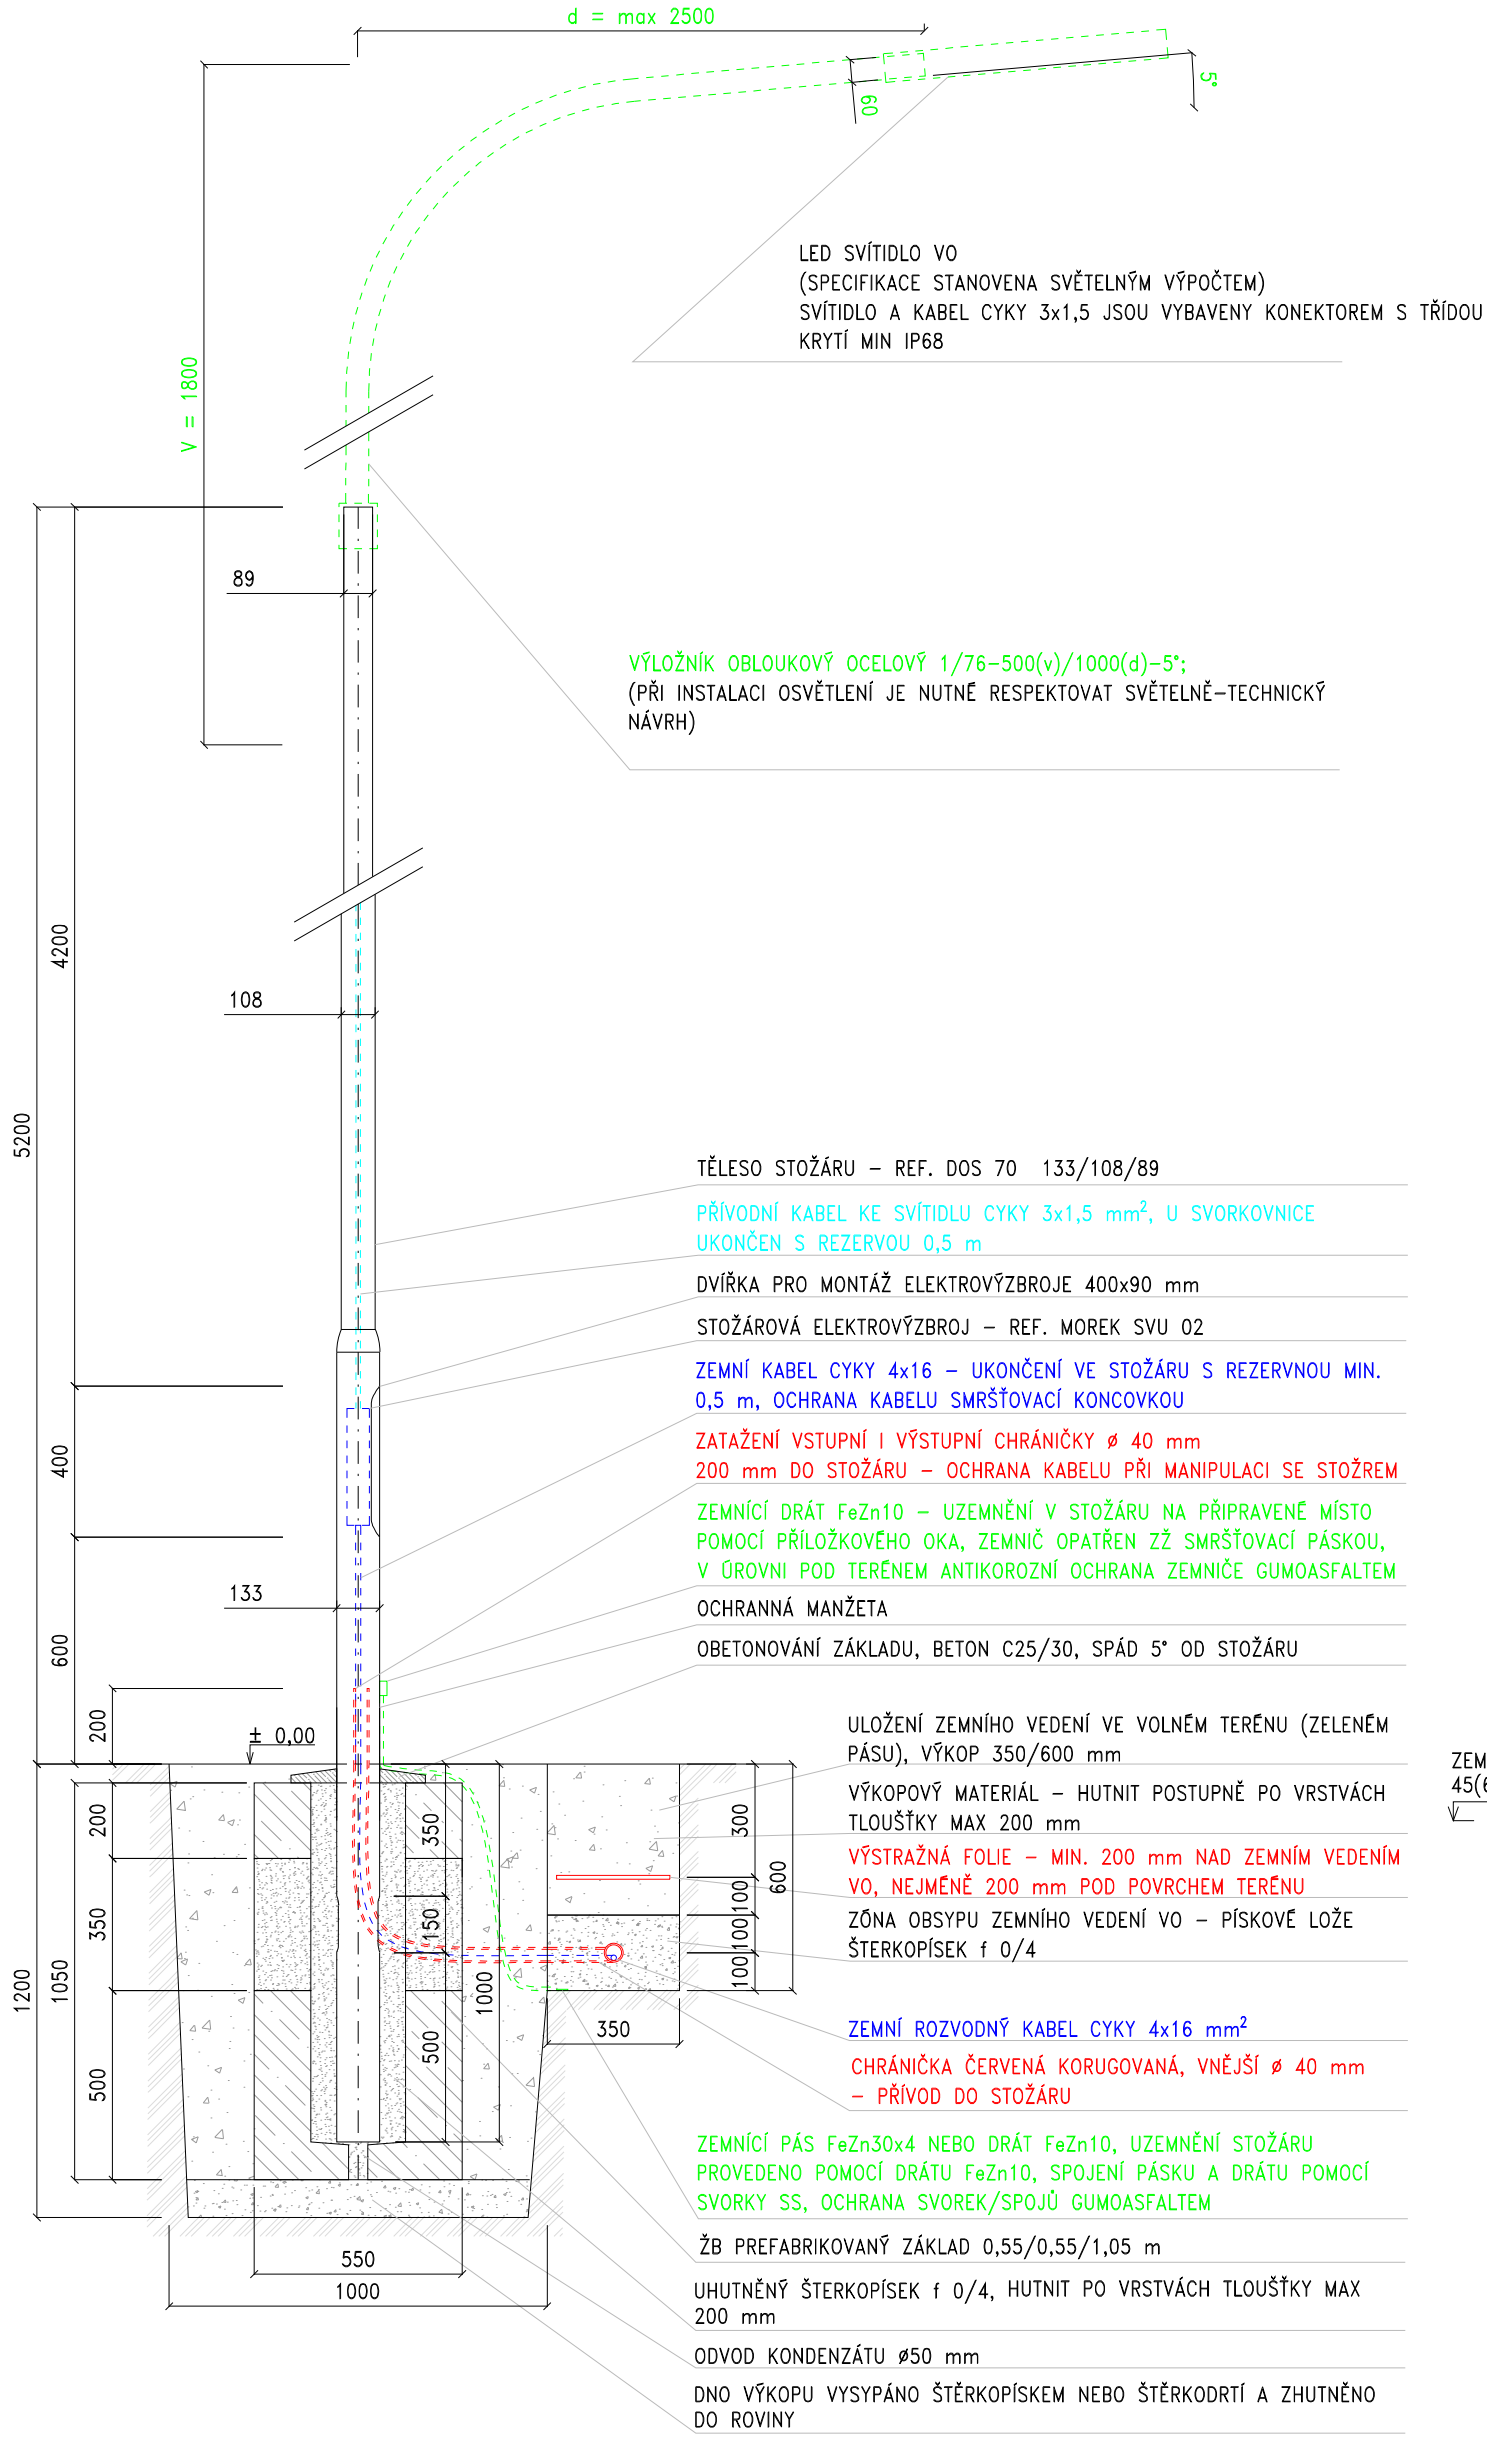 d = max 2500
5°
60
V = 1800
LED SVÍTIDLO VO
(SPECIFIKACE STANOVENA SVĚTELNÝM VÝPOČTEM)
SVÍTIDLO A KABEL CYKY 3x1,5 JSOU VYBAVENY KONEKTOREM S TŘÍDOU
KRYTÍ MIN IP68
89
VÝLOŽNÍK OBLOUKOVÝ OCELOVÝ 1/76-500(v)/1000(d)-5°;
(PŘI INSTALACI OSVĚTLENÍ JE NUTNÉ RESPEKTOVAT SVĚTELNĚ-TECHNICKÝ
NÁVRH)
4200
108
5200
TĚLESO STOŽÁRU - REF. DOS 70 133/108/89
PŘÍVODNÍ KABEL KE SVÍTIDLU CYKY 3x1,5 mm², U SVORKOVNICE
UKONČEN S REZERVOU 0,5 m
DVÍŘKA PRO MONTÁŽ ELEKTROVÝZBROJE 400x90 mm
STOŽÁROVÁ ELEKTROVÝZBROJ - REF. MOREK SVU 02
ZEMNÍ KABEL CYKY 4x16 - UKONČENÍ VE STOŽÁRU S REZERVNOU MIN.
0,5 m, OCHRANA KABELU SMRŠŤOVACÍ KONCOVKOU
400
ZATAŽENÍ VSTUPNÍ I VÝSTUPNÍ CHRÁNIČKY ø 40 mm
200 mm DO STOŽÁRU - OCHRANA KABELU PŘI MANIPULACI SE STOŽREM
ZEMNÍCÍ DRÁT FeZn10 - UZEMNĚNÍ V STOŽÁRU NA PŘIPRAVENÉ MÍSTO
POMOCÍ PŘÍLOŽKOVÉHO OKA, ZEMNIČ OPATŘEN ZŽ SMRŠŤOVACÍ PÁSKOU,
V ÚROVNI POD TERÉNEM ANTIKOROZNÍ OCHRANA ZEMNIČE GUMOASFALTEM
133
OCHRANNÁ MANŽETA
600
OBETONOVÁNÍ ZÁKLADU, BETON C25/30, SPÁD 5° OD STOŽÁRU
200
± 0,00
ULOŽENÍ ZEMNÍHO VEDENÍ VE VOLNÉM TERÉNU (ZELENÉM
PÁSU), VÝKOP 350/600 mm
ZEM
45(6
VÝKOPOVÝ MATERIÁL - HUTNIT POSTUPNĚ PO VRSTVÁCH
TLOUŠŤKY MAX 200 mm
200
350
300
600
VÝSTRAŽNÁ FOLIE - MIN. 200 mm NAD ZEMNÍM VEDENÍM
VO, NEJMÉNĚ 200 mm POD POVRCHEM TERÉNU
100
100
100
ZÓNA OBSYPU ZEMNÍHO VEDENÍ VO - PÍSKOVÉ LOŽE
ŠTERKOPÍSEK f 0/4
350
150
1200
1050
1000
500
350
500
ZEMNÍ ROZVODNÝ KABEL CYKY 4x16 mm²
CHRÁNIČKA ČERVENÁ KORUGOVANÁ, VNĚJŠÍ ø 40 mm
- PŘÍVOD DO STOŽÁRU
ZEMNÍCÍ PÁS FeZn30x4 NEBO DRÁT FeZn10, UZEMNĚNÍ STOŽÁRU
PROVEDENO POMOCÍ DRÁTU FeZn10, SPOJENÍ PÁSKU A DRÁTU POMOCÍ
SVORKY SS, OCHRANA SVOREK/SPOJŮ GUMOASFALTEM
ŽB PREFABRIKOVANÝ ZÁKLAD 0,55/0,55/1,05 m
550
1000
UHUTNĚNÝ ŠTERKOPÍSEK f 0/4, HUTNIT PO VRSTVÁCH TLOUŠŤKY MAX
200 mm
ODVOD KONDENZÁTU ø50 mm
DNO VÝKOPU VYSYPÁNO ŠTĚRKOPÍSKEM NEBO ŠTĚRKODRTÍ A ZHUTNĚNO
DO ROVINY